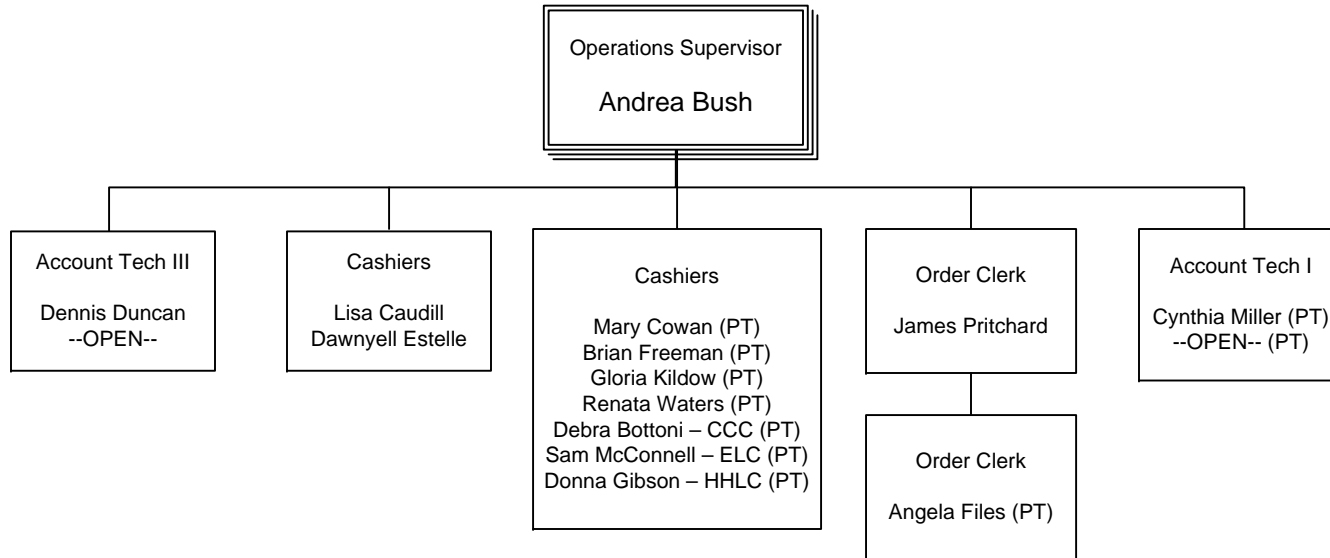 Operations Supervisor
Andrea Bush
Account Tech III
Dennis Duncan
--OPEN--
Cashiers
Lisa Caudill
Dawnyell Estelle
Cashiers
Mary Cowan (PT)
Brian Freeman (PT)
Gloria Kildow (PT)
Renata Waters (PT)
Debra Bottoni – CCC (PT)
Sam McConnell – ELC (PT)
Donna Gibson – HHLC (PT)
Order Clerk
James Pritchard
Order Clerk
Angela Files (PT)
Account Tech I
Cynthia Miller (PT)
--OPEN-- (PT)